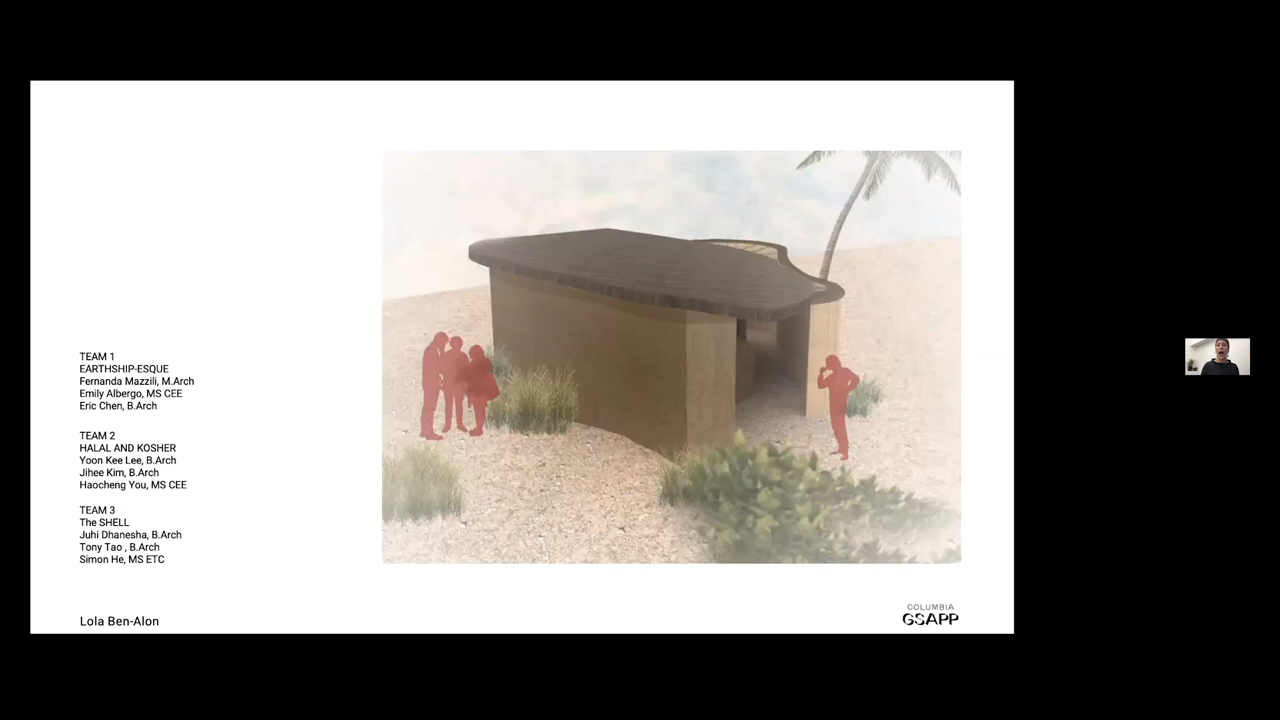 TEAM 1
EARTHSHIP-ESQUE
Fernanda Mazzili, M.Arch
Emily Albergo, MS CEE
Eric Chen, B.Arch
TEAM 2
HALAL AND KOSHER
Yoon Kee Lee, B.Arch
Jihee Kim, B.Arch
Haocheng You, MS CEE
TEAM 3
The SHELL
Juhi Dhanesha, B.Arch
Tony Tao , B.Arch
Simon He, MS ETC
Lola Ben-Alon
COLUMBIA
GSAPP